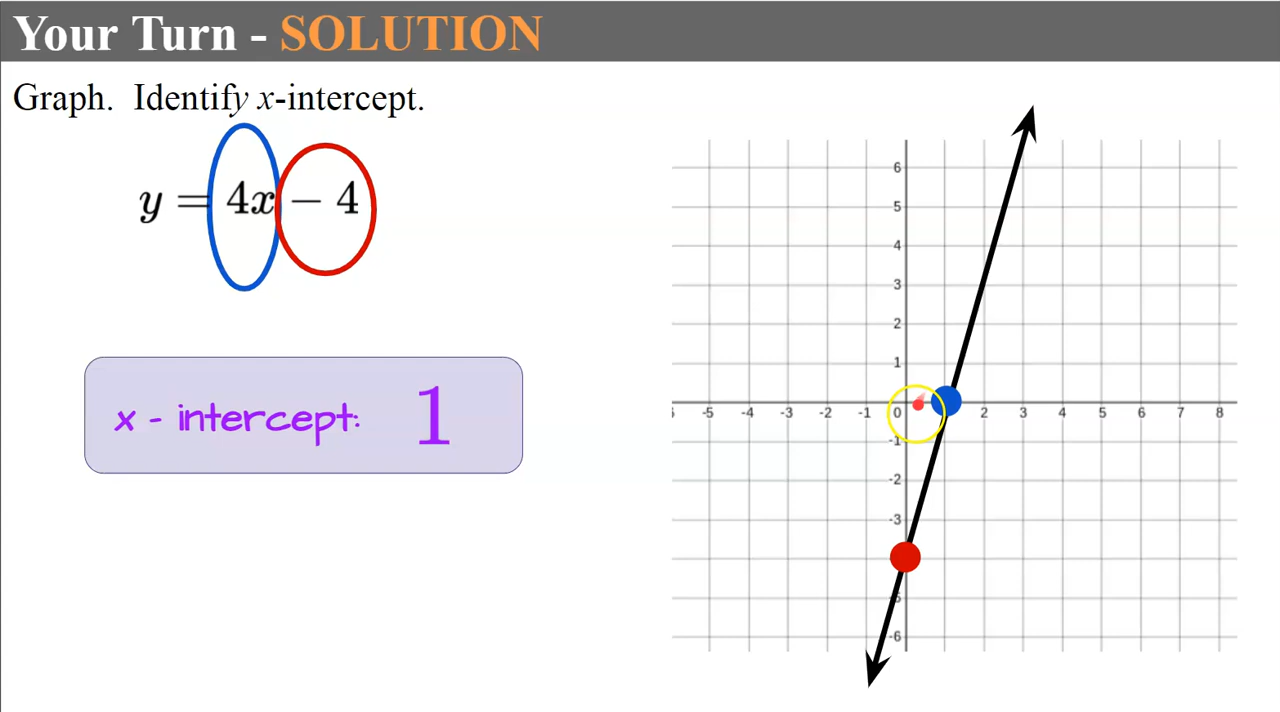 Your Turn - SOLUTION
Graph. Identify x-intercept.
y = 4x - 4
x - intercept: 1
6
5
4
3
2
1
-5 -4 -3 -2 -1 0 2 3 4 5 6 7 8
-1
-2
-3
-6